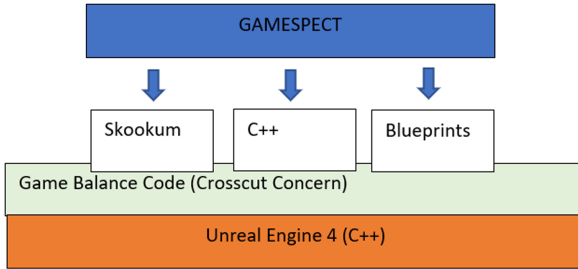 GAMESPECT
Skookum
C++
Blueprints
Game Balance Code (Crosscut Concern)
Unreal Engine 4 (C++)